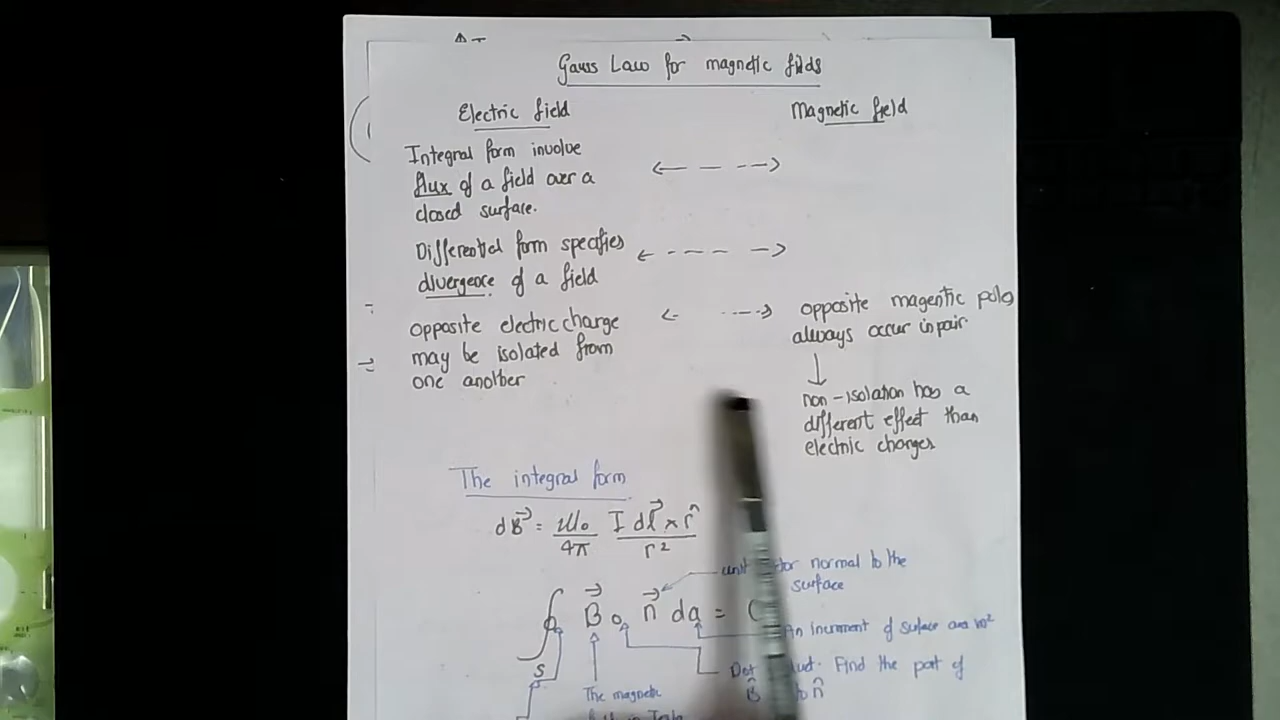 Gauss Law for magnetic fields
Electric field
Magnetic field
Integral form involve
flux of a field over a
closed surface.
Differential form specifies
divergence of a field
opposite electric charge
may be isolated from
one another
opposite magentic poles
always occur in pair
non-isolation has a
different effect than
electric charges
The integral form
dB⃗ = μ₀/4π I dl⃗ × r̂/r²
normal to the
surface
∮ B⃗ ∘ n⃗ da =
S
An increment of surface area m²
Find the part of
n̂
The magnetic